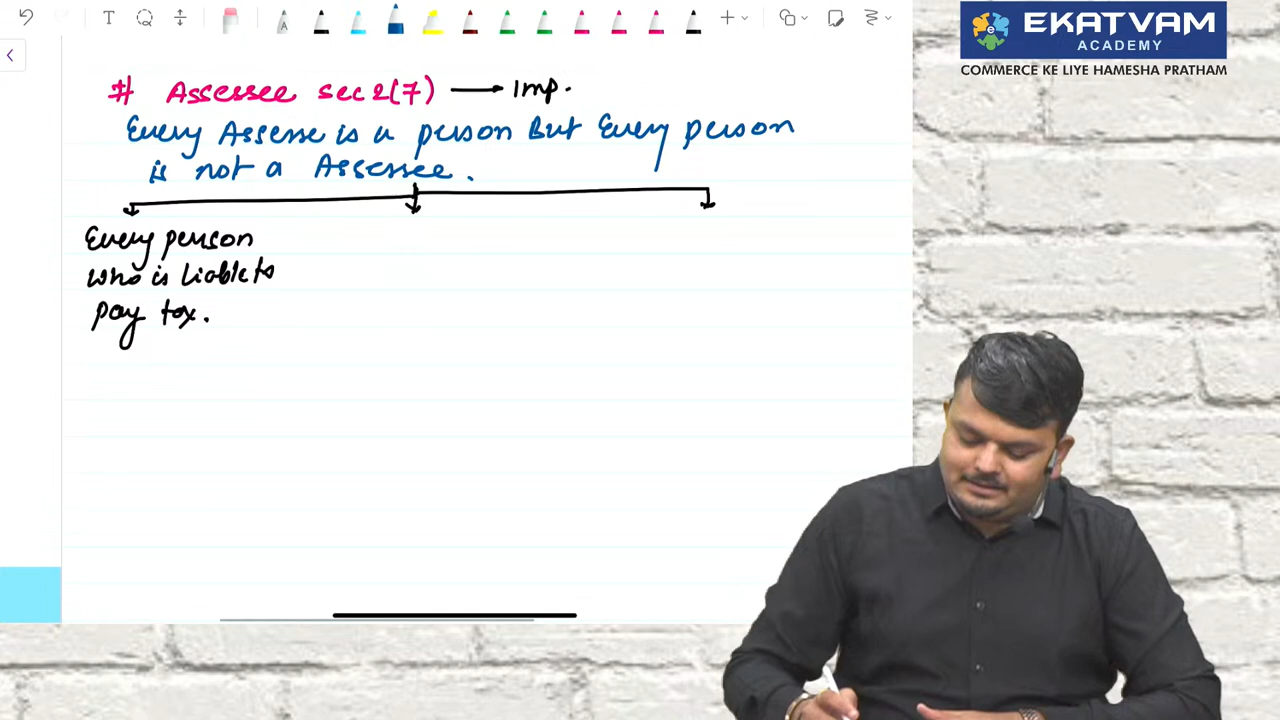 EKATVAM
ACADEMY
COMMERCE KE LIYE HAMESHA PRATHAM
# Assessee sec 2(7) → Imp.
Every Assesse is a person But Every person
is not a Assessee.
Every person
who is liable to
pay tax.